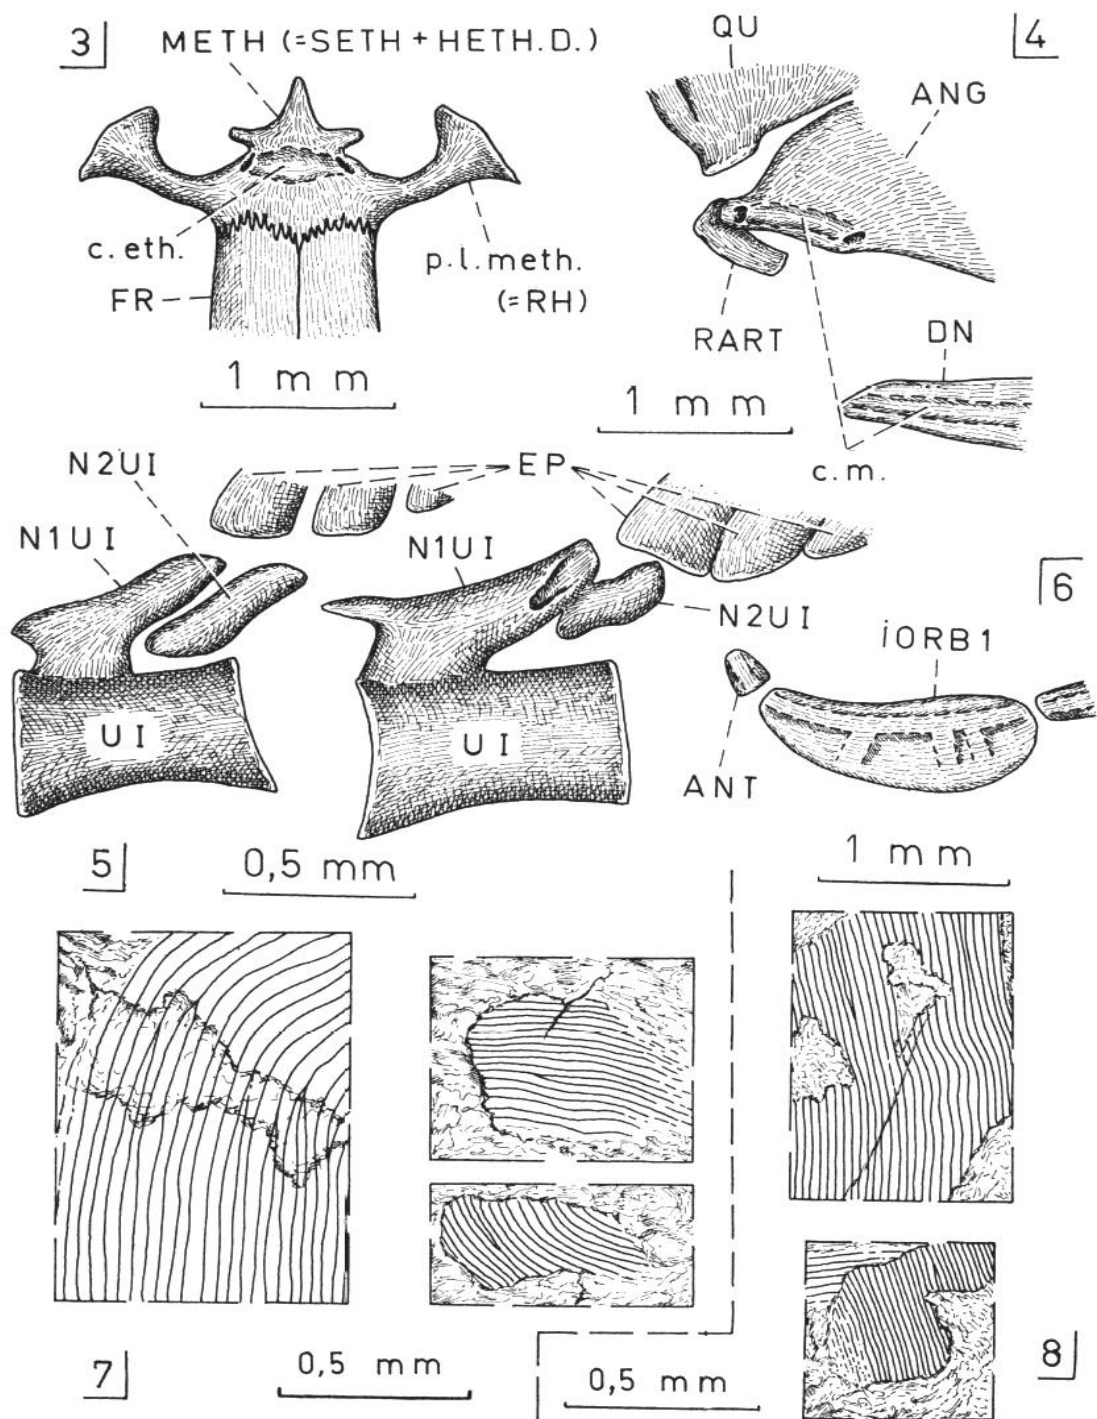 3
METH (=SETH + HETH.D.)
c.eth.
FR
p.l.meth.
(=RH)
1 mm
4
QU
ANG
RART
DN
1 mm
c.m.
N2UI
EP
N1UI
N1UI
N2UI
UI
UI
6
iORB1
ANT
5
0,5 mm
1 mm
7
0,5 mm
0,5 mm
8